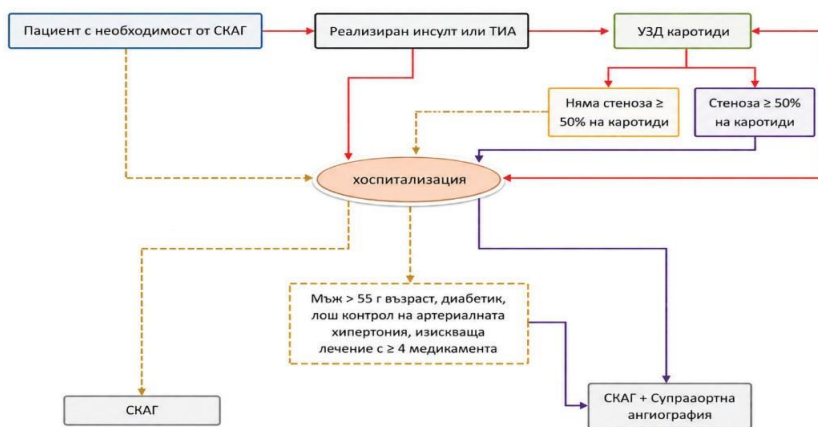 Пациент с необходимост от СКАГ
Реализиран инсулт или ТИА
УЗД каротиди
Няма стеноза ≥
50% на каротиди
Стеноза ≥ 50%
на каротиди
хоспитализация
Мъж > 55 г възраст, диабетик,
лош контрол на артериалната
хипертония, изискваща
лечение с ≥ 4 медикамента
СКАГ
СКАГ + Супрааортна
ангиография